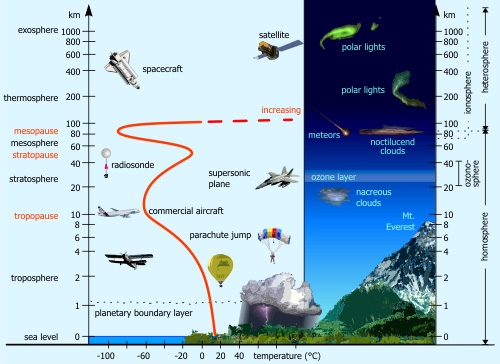 km
exosphere
1000
800
600
400
thermosphere
200
mesopause
100
80
mesosphere
60
stratopause
40
stratosphere
20
tropopause
10
8
6
4
troposphere
2
1
planetary boundary layer
sea level
0
-100
-60
-20
0
20
40
temperature (°C)
satellite
spacecraft
increasing
radiosonde
supersonic
plane
commercial aircraft
parachute jump
polar lights
polar lights
meteors
noctilucend
clouds
ozone layer
nacreous
clouds
Mt.
Everest
km
1000
800
600
400
200
100
80
60
40
20
10
8
6
4
2
1
0
ionosphere
heterosphere
ozono-
sphere
homosphere